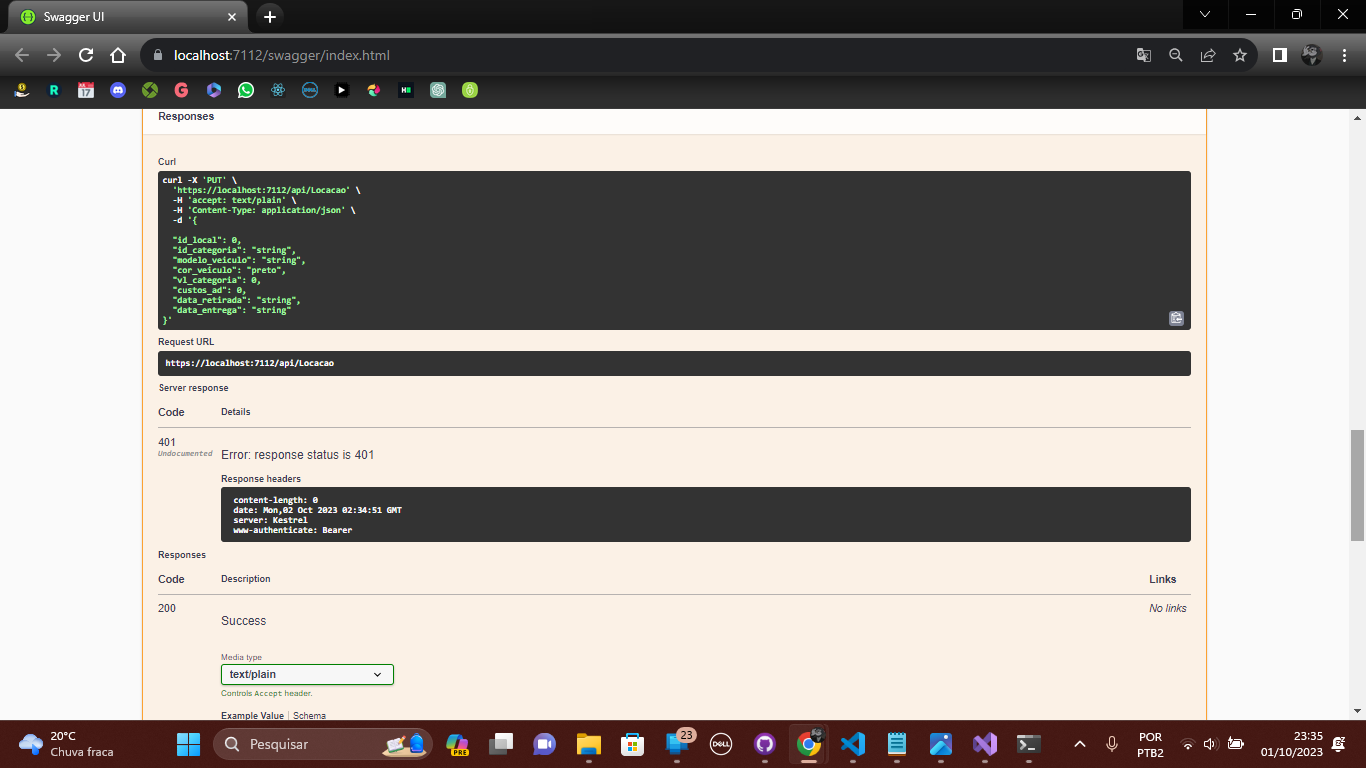 Swagger UI
localhost:7112/swagger/index.html
Responses
Curl
curl -X 'PUT' \
'https://localhost:7112/api/Locacao' \
-H 'accept: text/plain' \
-H 'Content-Type: application/json' \
-d '{
"id_local": 0,
"id_categoria": "string",
"modelo_veiculo": "string",
"cor_veiculo": "preto",
"vl_categoria": 0,
"custos_ad": 0,
"data_retirada": "string",
"data_entrega": "string"
}'
Request URL
https://localhost:7112/api/Locacao
Server response
Code Details
401
Undocumented
Error: response status is 401
Response headers
content-length: 0
date: Mon,02 Oct 2023 02:34:51 GMT
server: Kestrel
www-authenticate: Bearer
Responses
Code Description Links
200 No links
Success
Media type
text/plain
Controls Accept header.
Example Value Schema
20°C
Chuva fraca
Pesquisar
PRE
23
DELL
POR
PTB2
23:35
01/10/2023